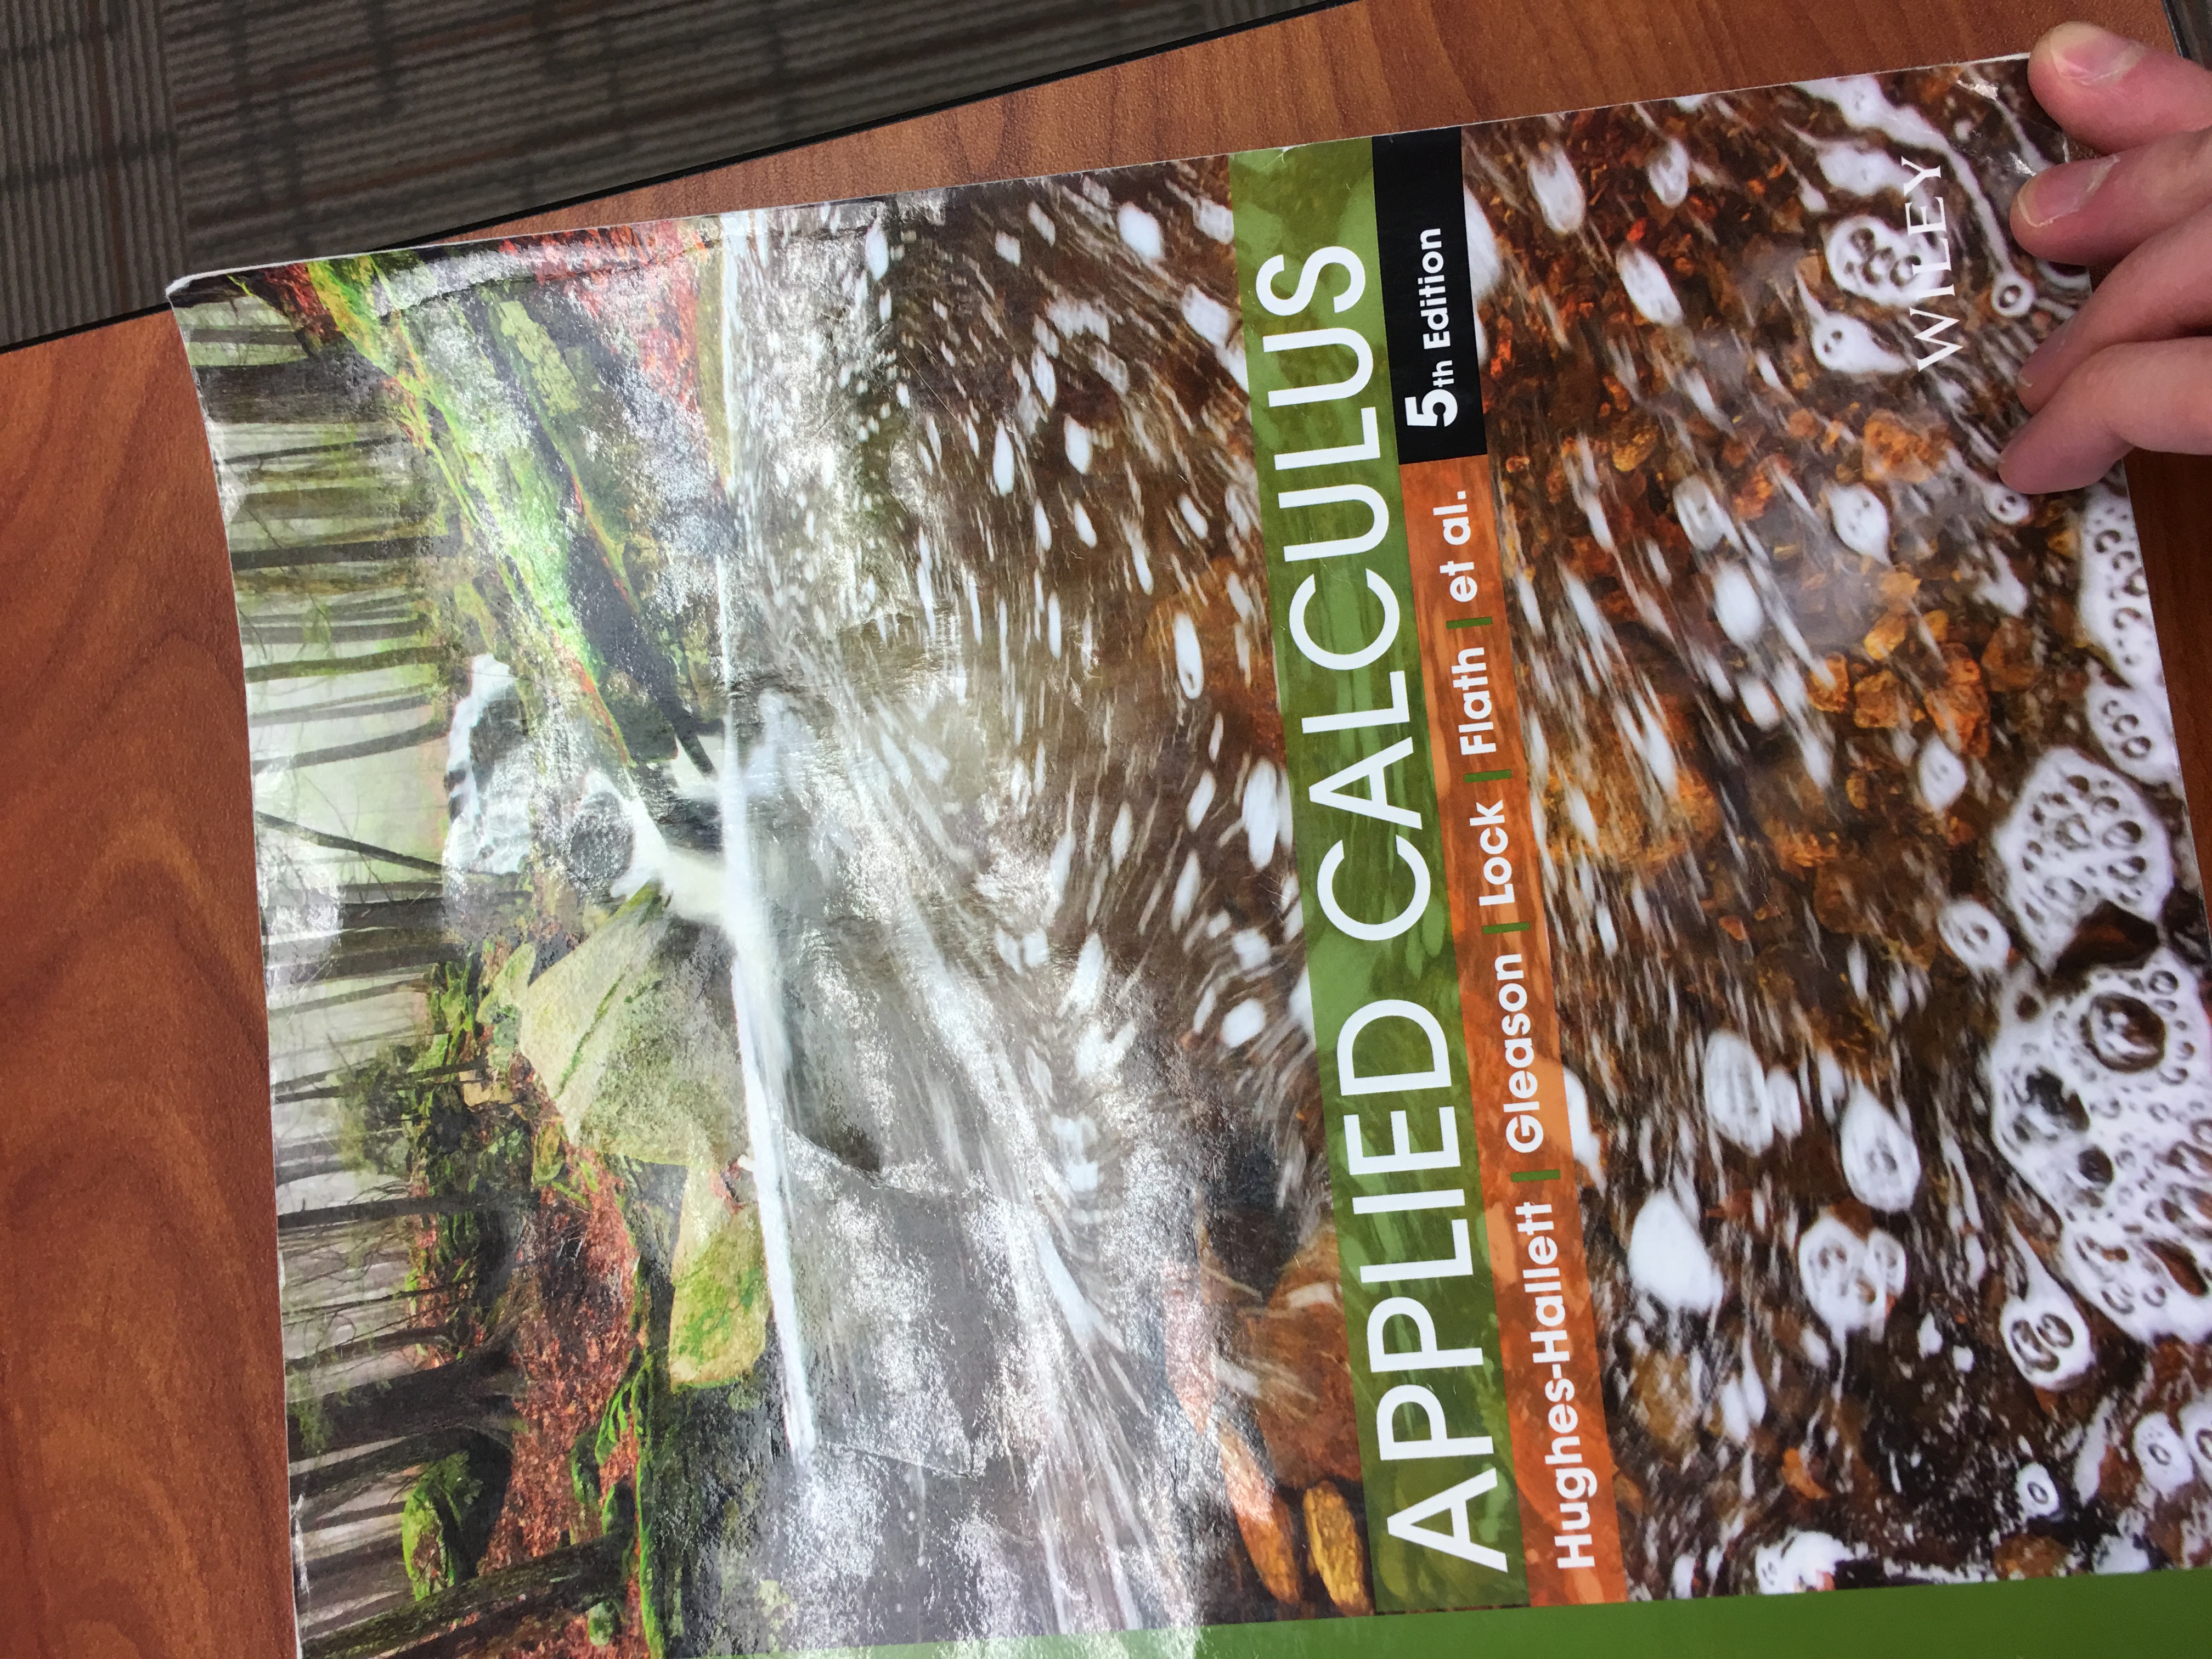 APPLIED CALCULUS
5th Edition
Hughes-Hallett | Gleason | Lock | Flath | et al.
WILEY